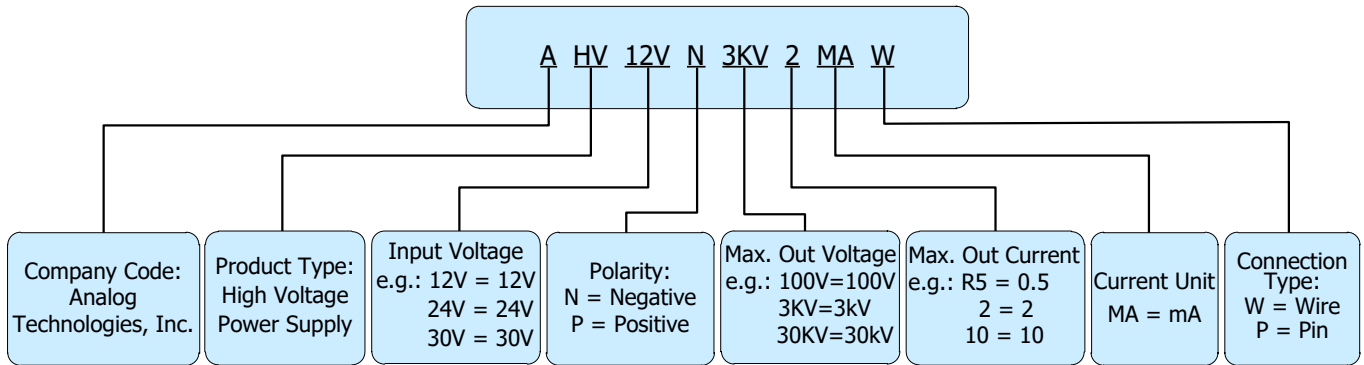 A HV 12V N 3KV 2 MA W
Company Code:
Analog
Technologies, Inc.
Product Type:
High Voltage
Power Supply
Input Voltage
e.g.: 12V = 12V
24V = 24V
30V = 30V
Polarity:
N = Negative
P = Positive
Max. Out Voltage
e.g.: 100V=100V
3KV=3kV
30KV=30kV
Max. Out Current
e.g.: R5 = 0.5
2 = 2
10 = 10
Current Unit
MA = mA
Connection
Type:
W = Wire
P = Pin